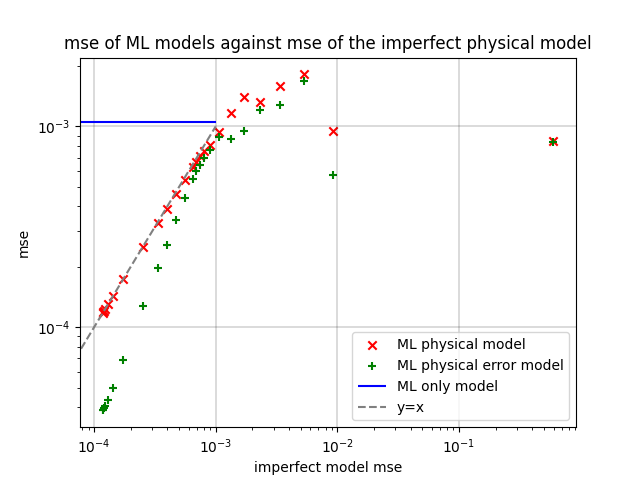 mse of ML models against mse of the imperfect physical model
mse
10⁻³
10⁻⁴
ML physical model
ML physical error model
ML only model
y=x
10⁻⁴ 10⁻³ 10⁻² 10⁻¹
imperfect model mse